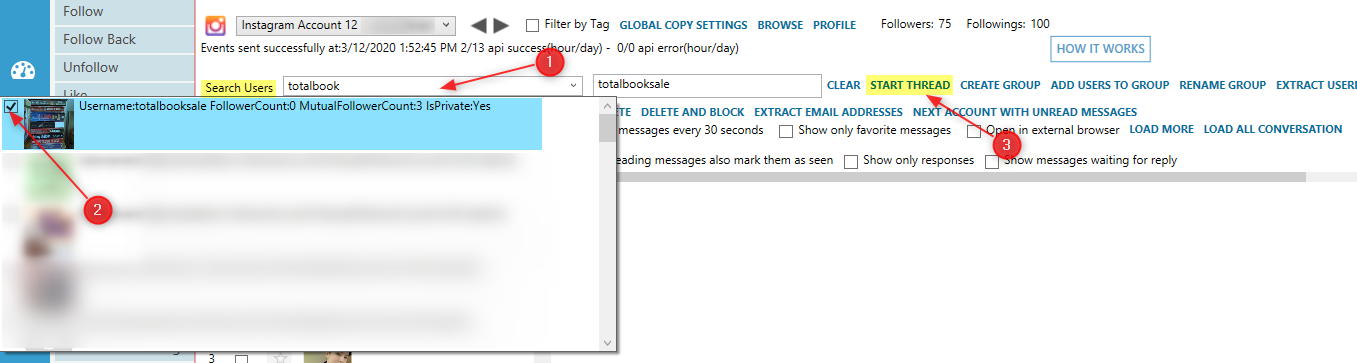 Follow
Follow Back
Unfollow
Like
Instagram Account 12
Filter by Tag GLOBAL COPY SETTINGS BROWSE PROFILE Followers: 75 Followings: 100
Events sent successfully at:3/12/2020 1:52:45 PM 2/13 api success(hour/day) - 0/0 api error(hour/day)
HOW IT WORKS
1
Search Users totalbook totalbooksale CLEAR START THREAD CREATE GROUP ADD USERS TO GROUP RENAME GROUP EXTRACT USER
Username:totalbooksale FollowerCount:0 MutualFollowerCount:3 IsPrivate:Yes
DELETE AND BLOCK EXTRACT EMAIL ADDRESSES NEXT ACCOUNT WITH UNREAD MESSAGES
messages every 30 seconds Show only favorite messages Open in external browser LOAD MORE LOAD ALL CONVERSATION
3
eading messages also mark them as seen Show only responses Show messages waiting for reply
2
3